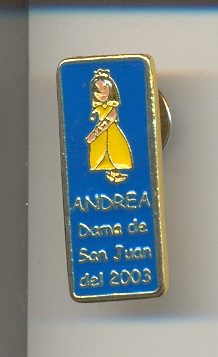 ANDREA
Dama de
San Juan
del 2003